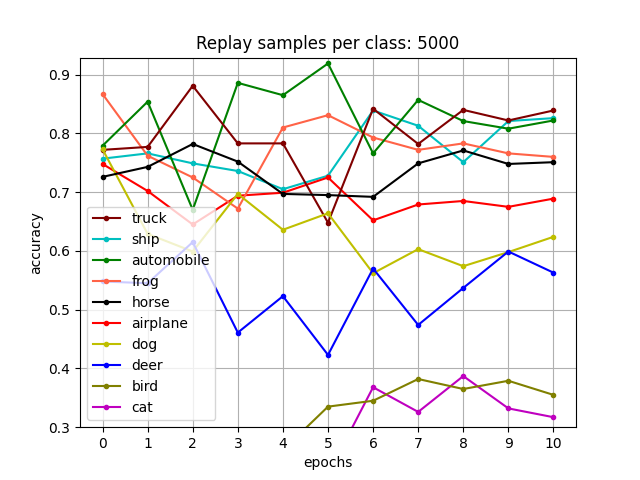 Replay samples per class: 5000
accuracy
0.9
0.8
0.7
0.6
0.5
0.4
0.3
truck
ship
automobile
frog
horse
airplane
dog
deer
bird
cat
0 1 2 3 4 5 6 7 8 9 10
epochs